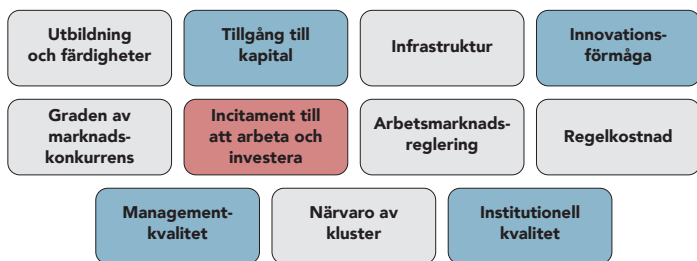 Utbildning
och färdigheter
Tillgång till
kapital
Infrastruktur
Innovations-
förmåga
Graden av
marknads-
konkurrens
Incitament till
att arbeta och
investera
Arbetsmarknads-
reglering
Regelkostnad
Management-
kvalitet
Närvaro av
kluster
Institutionell
kvalitet